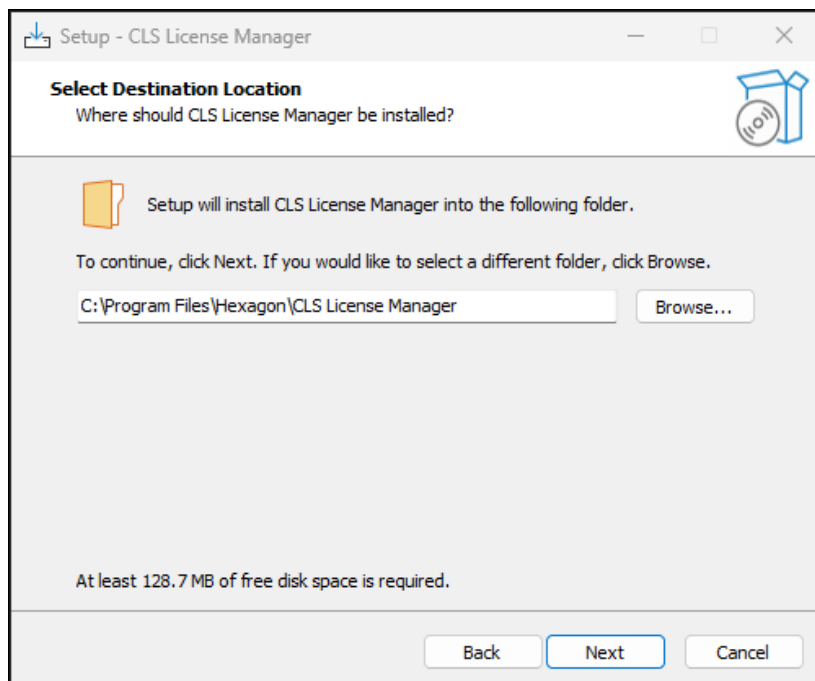 Setup - CLS License Manager
Select Destination Location
Where should CLS License Manager be installed?
Setup will install CLS License Manager into the following folder.
To continue, click Next. If you would like to select a different folder, click Browse.
C:\Program Files\Hexagon\CLS License Manager
Browse...
At least 128.7 MB of free disk space is required.
Back
Next
Cancel